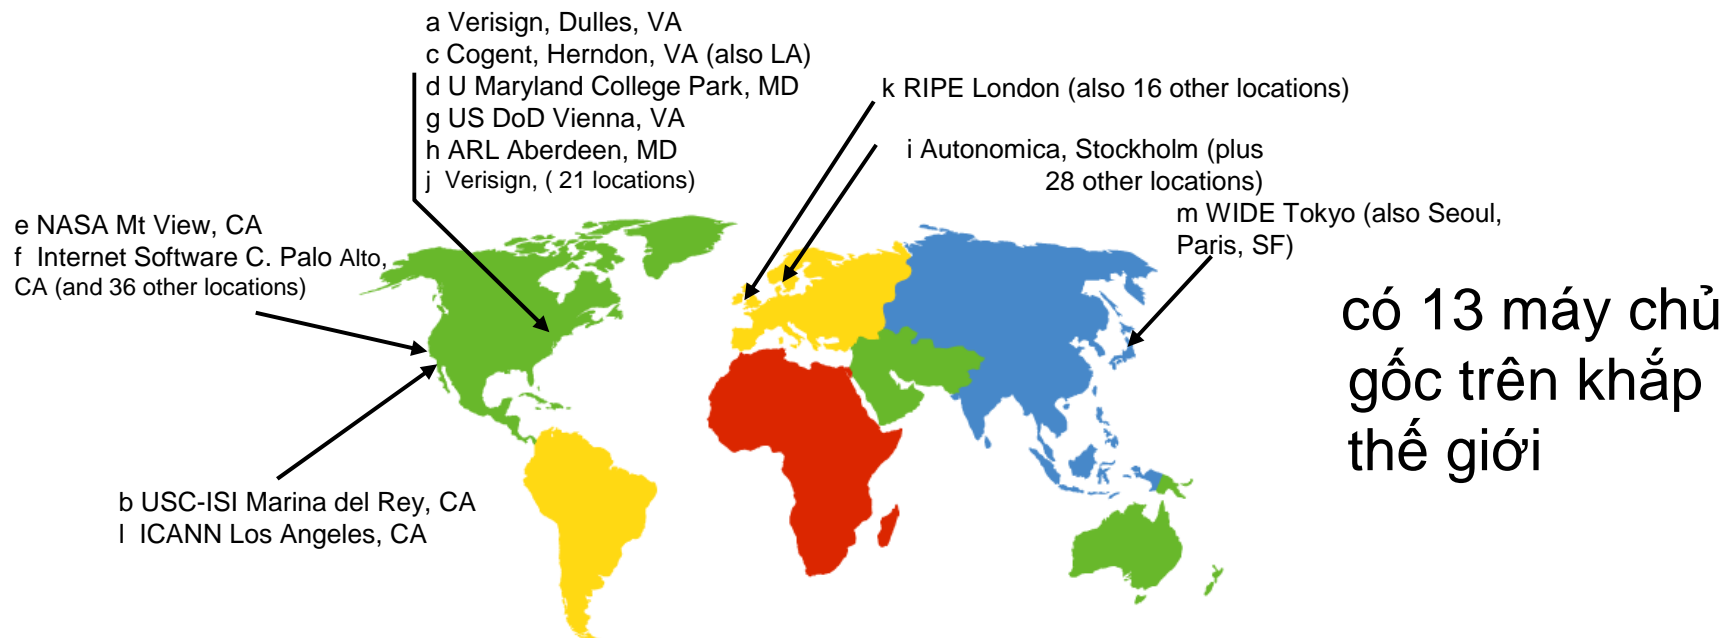 a Verisign, Dulles, VA
c Cogent, Herndon, VA (also LA)
d U Maryland College Park, MD
g US DoD Vienna, VA
h ARL Aberdeen, MD
j Verisign, ( 21 locations)
k RIPE London (also 16 other locations)
i Autonomica, Stockholm (plus
28 other locations)
m WIDE Tokyo (also Seoul,
Paris, SF)
e NASA Mt View, CA
f Internet Software C. Palo Alto,
CA (and 36 other locations)
b USC-ISI Marina del Rey, CA
l ICANN Los Angeles, CA
có 13 máy chủ
gốc trên khắp
thế giới